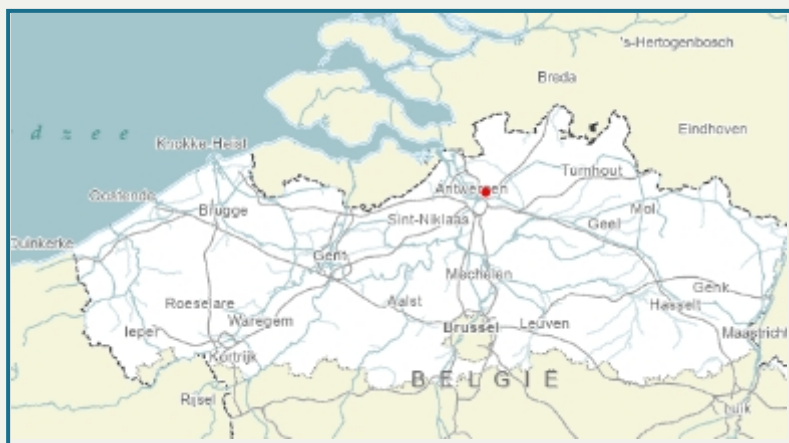 's-Hertogenbosch
Breda
Eindhoven
d z e e
Knokke-Heist
Turnhout
Antwerpen
Oostende
Mol
Brugge
Sint-Niklaas
Geel
Duinkerke
Gent
Mechelen
Genk
Roeselare
Aalst
Hasselt
Waregem
Brussel
Leuven
Ieper
Maastricht
Kortrijk
BELGIË
Rijsel
Luik